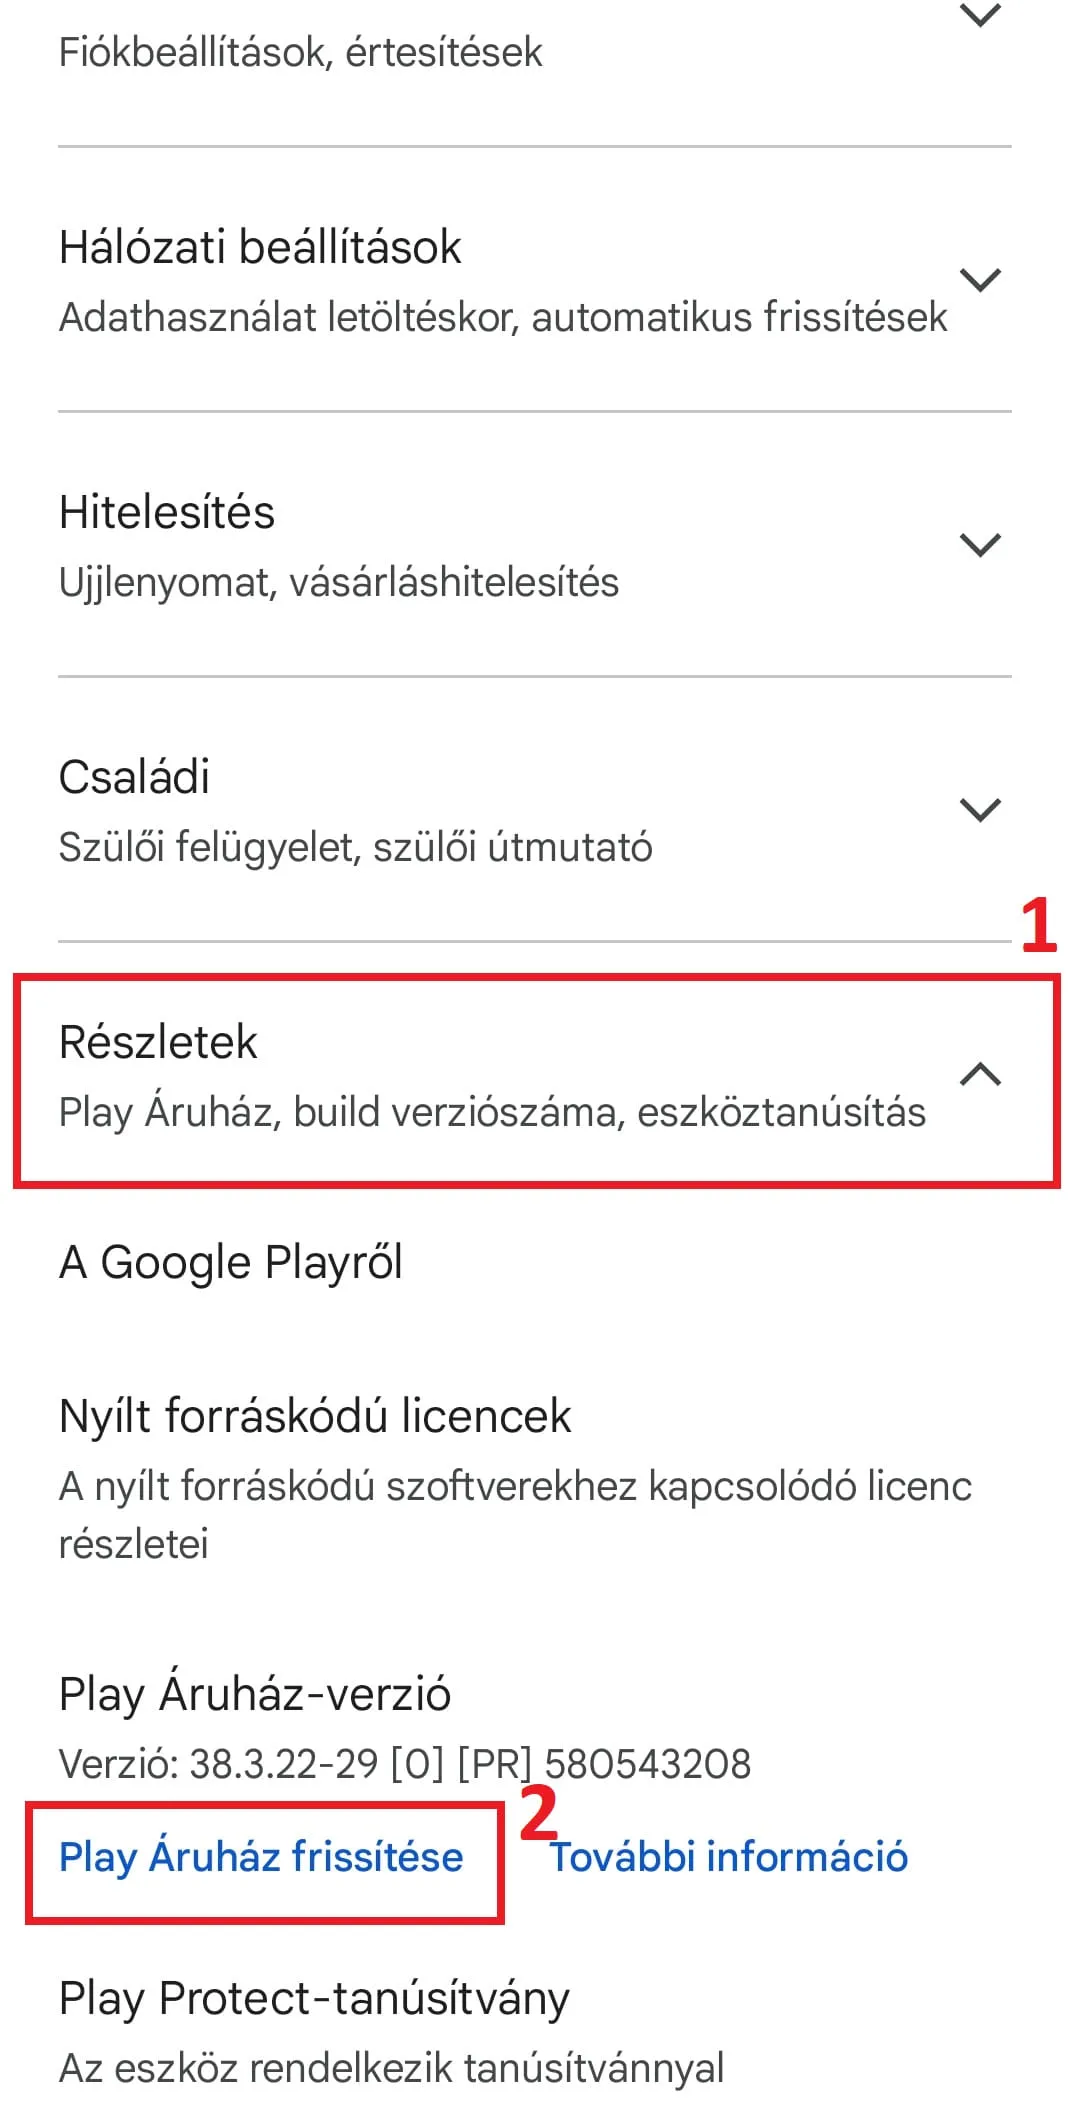 Fiókbeállítások, értesítések
Hálózati beállítások
Adathasználat letöltéskor, automatikus frissítések
Hitelesítés
Ujjlenyomat, vásárláshitelesítés
Családi
Szülői felügyelet, szülői útmutató
1
Részletek
Play Áruház, build verziószáma, eszköztanúsítás
A Google Playről
Nyílt forráskódú licencek
A nyílt forráskódú szoftverekhez kapcsolódó licenc
részletei
Play Áruház-verzió
Verzió: 38.3.22-29 [0] [PR] 580543208
2
Play Áruház frissítése További információ
Play Protect-tanúsítvány
Az eszköz rendelkezik tanúsítvánnyal